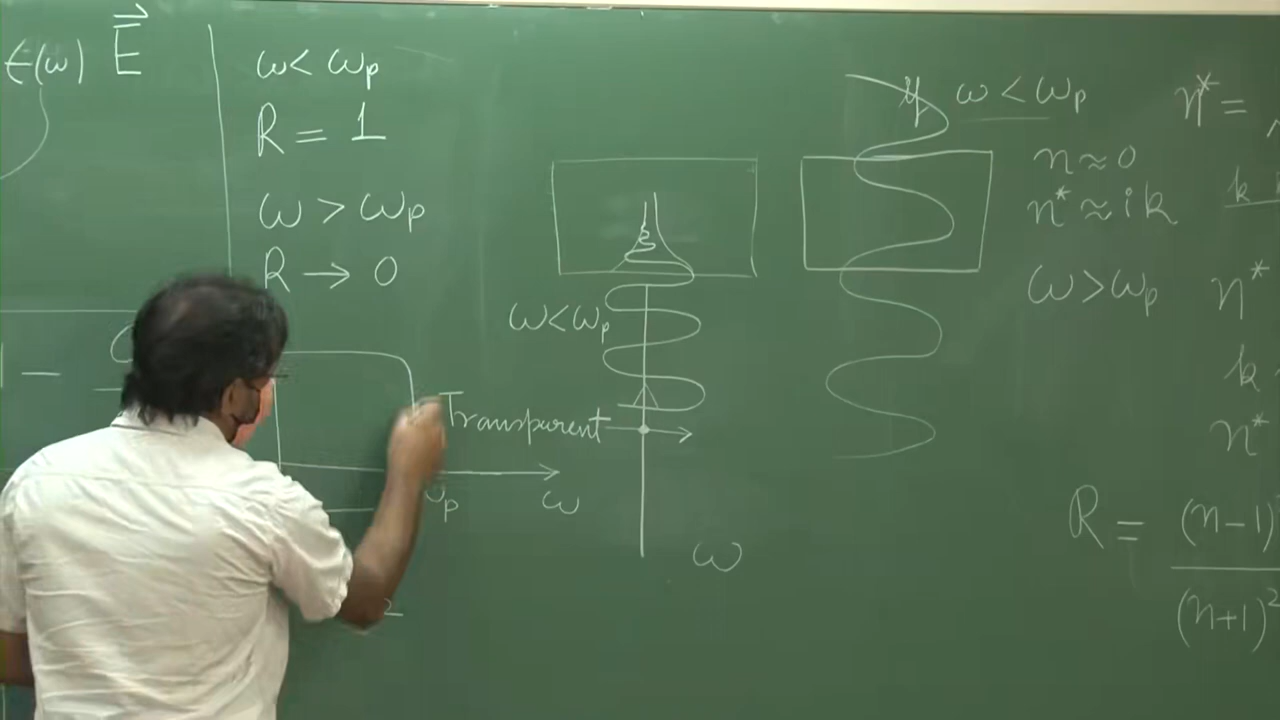 ϵ(ω) E⃗
ω < ωp
R = 1
ω > ωp
R → 0
Transparent
ωp
ω
ω<ωp
ω
ω < ωp
n ≈ 0
n* ≈ ik
ω > ωp
n* =
k
n*
k
n*
R = (n-1)
(n+1)²